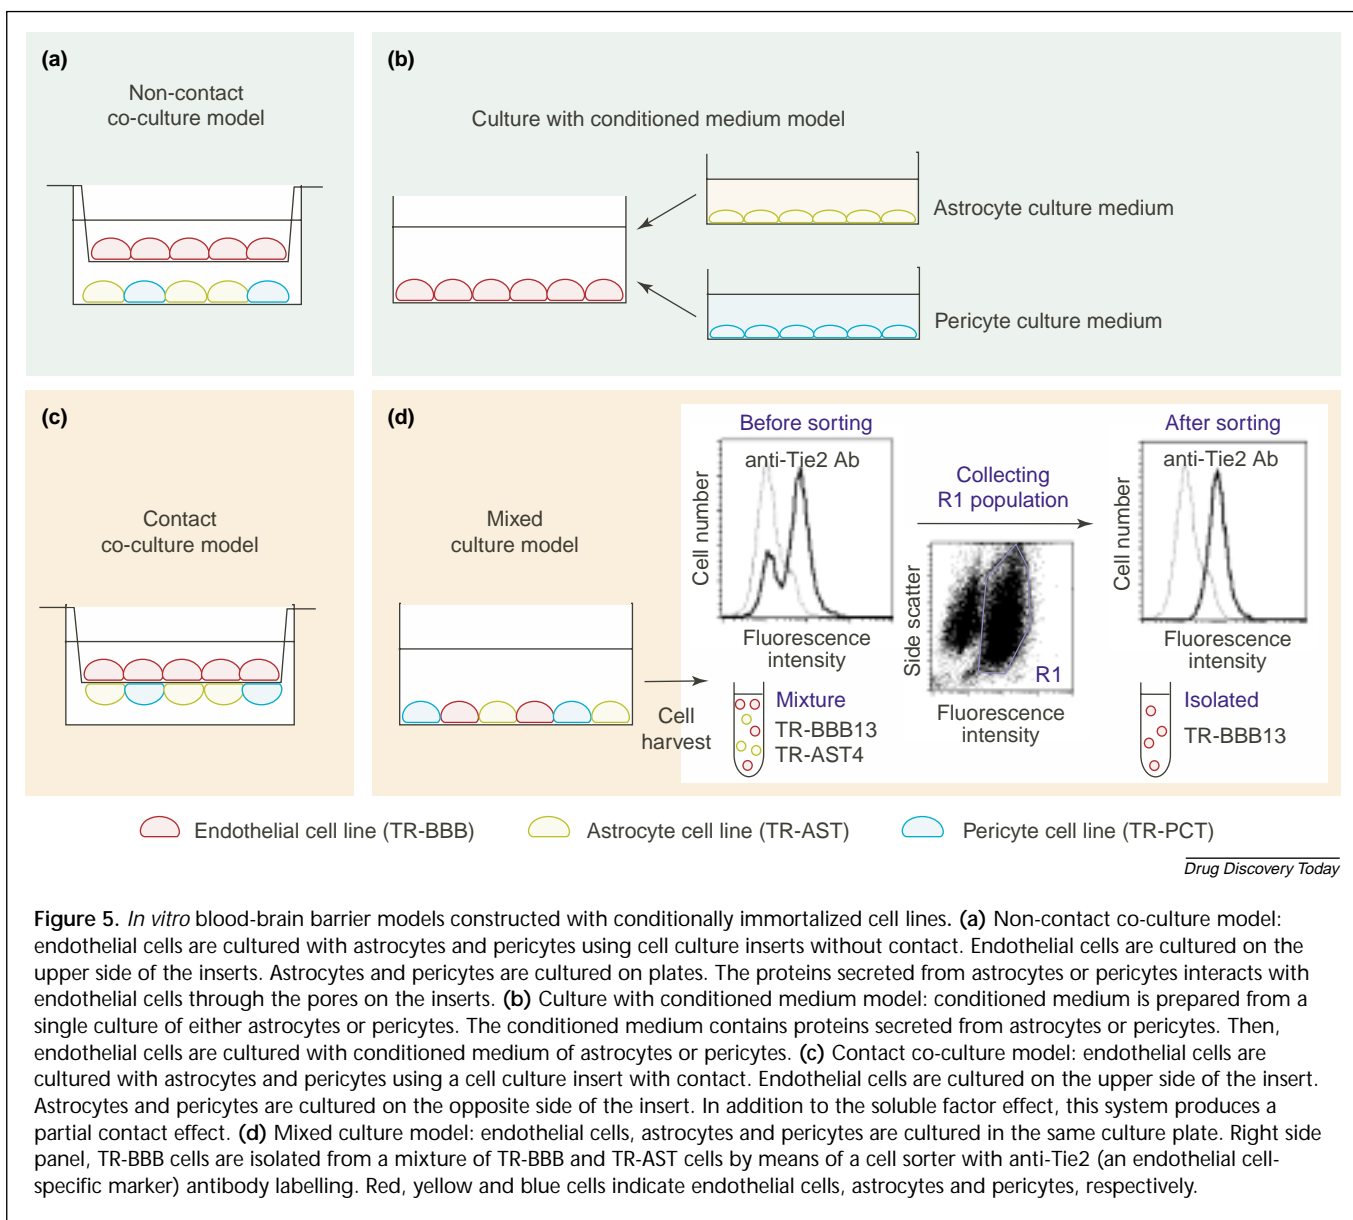 (a)
Non-contact
co-culture model
(b)
Culture with conditioned medium model
Astrocyte culture medium
Pericyte culture medium
(c)
Contact
co-culture model
(d)
Mixed
culture model
Cell
harvest
Before sorting
anti-Tie2 Ab
Cell number
Fluorescence
intensity
Mixture
TR-BBB13
TR-AST4
Collecting
R1 population
Side scatter
R1
Fluorescence
intensity
After sorting
anti-Tie2 Ab
Cell number
Fluorescence
intensity
Isolated
TR-BBB13
Endothelial cell line (TR-BBB)
Astrocyte cell line (TR-AST)
Pericyte cell line (TR-PCT)
Drug Discovery Today
Figure 5. In vitro blood-brain barrier models constructed with conditionally immortalized cell lines. (a) Non-contact co-culture model:
endothelial cells are cultured with astrocytes and pericytes using cell culture inserts without contact. Endothelial cells are cultured on the
upper side of the inserts. Astrocytes and pericytes are cultured on plates. The proteins secreted from astrocytes or pericytes interacts with
endothelial cells through the pores on the inserts. (b) Culture with conditioned medium model: conditioned medium is prepared from a
single culture of either astrocytes or pericytes. The conditioned medium contains proteins secreted from astrocytes or pericytes. Then,
endothelial cells are cultured with conditioned medium of astrocytes or pericytes. (c) Contact co-culture model: endothelial cells are
cultured with astrocytes and pericytes using a cell culture insert with contact. Endothelial cells are cultured on the upper side of the insert.
Astrocytes and pericytes are cultured on the opposite side of the insert. In addition to the soluble factor effect, this system produces a
partial contact effect. (d) Mixed culture model: endothelial cells, astrocytes and pericytes are cultured in the same culture plate. Right side
panel, TR-BBB cells are isolated from a mixture of TR-BBB and TR-AST cells by means of a cell sorter with anti-Tie2 (an endothelial cell-
specific marker) antibody labelling. Red, yellow and blue cells indicate endothelial cells, astrocytes and pericytes, respectively.